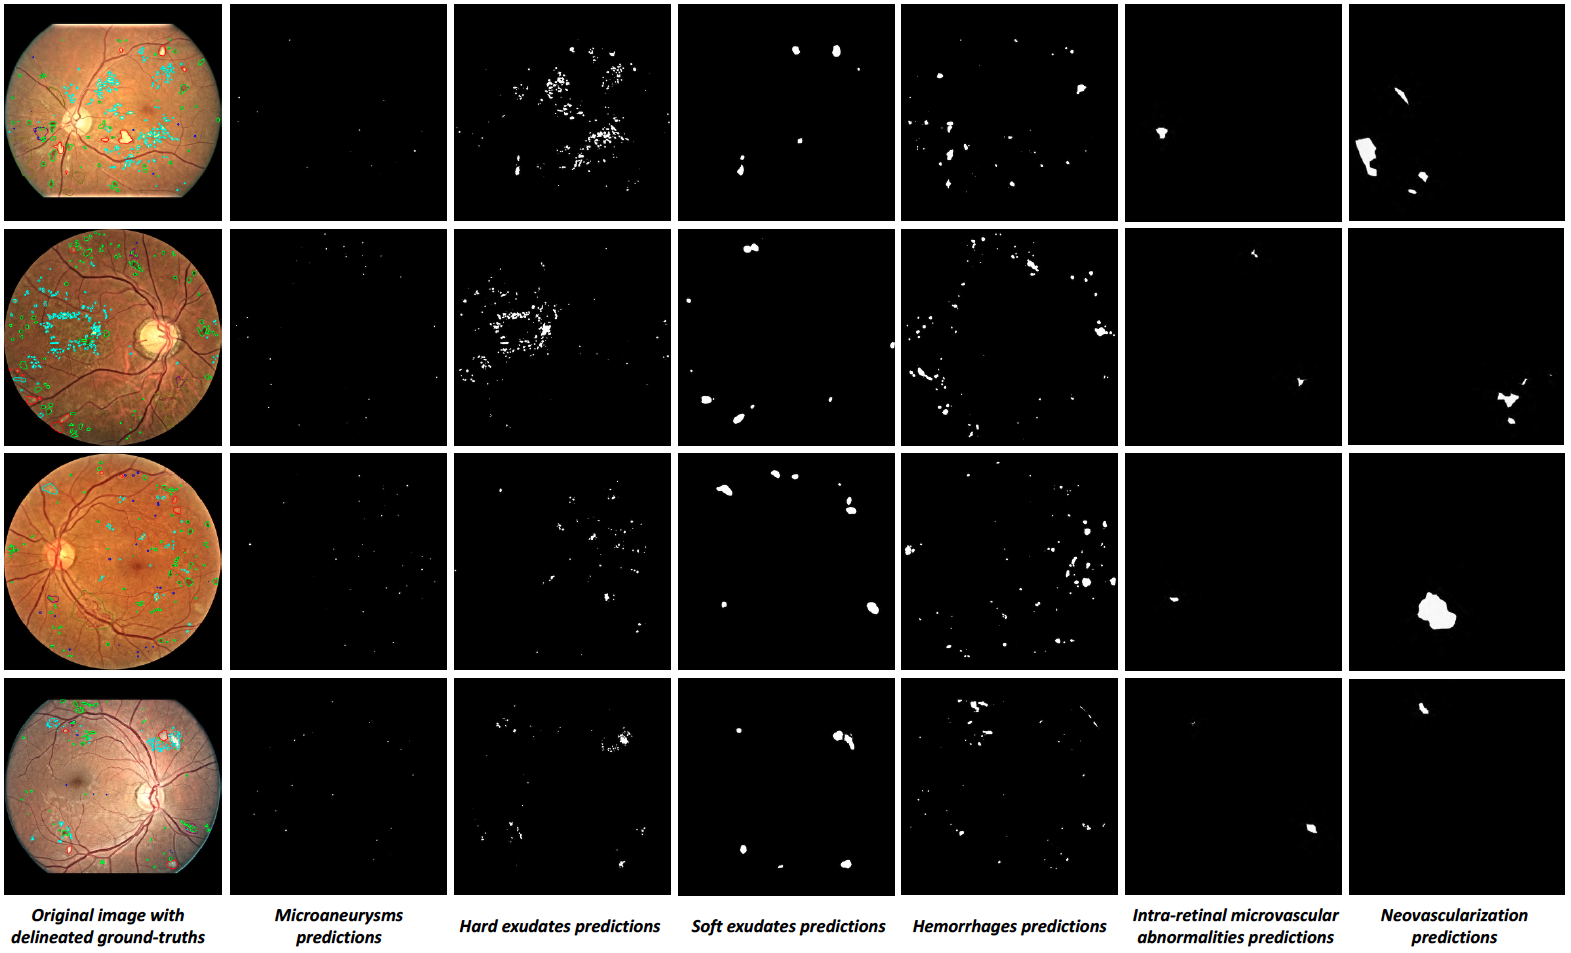 Original image with
delineated ground-truths
Microaneurysms
predictions
Hard exudates predictions
Soft exudates predictions
Hemorrhages predictions
Intra-retinal microvascular
abnormalities predictions
Neovascularization
predictions